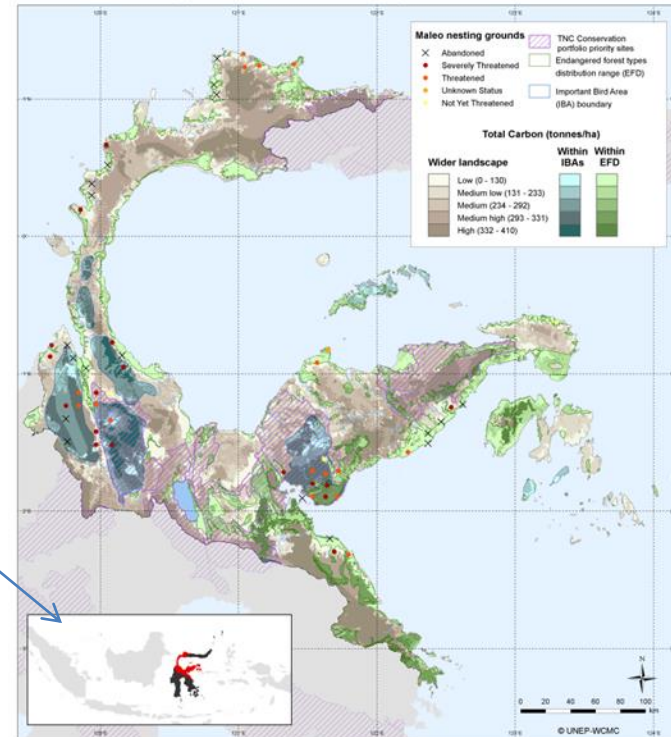 Maleo nesting grounds
Abandoned
Severely Threatened
Threatened
Unknown Status
Not Yet Threatened
TNC Conservation
portfolio priority sites
Endangered forest types
distribution range (EFD)
Important Bird Area
(IBA) boundary
Total Carbon (tonnes/ha)
Wider landscape
Within
IBAs
Within
EFD
Low (0 - 130)
Medium low (131 - 233)
Medium (234 - 292)
Medium high (293 - 331)
High (332 - 410)
N
0 20 40 60 80 100
km
© UNEP-WCMC